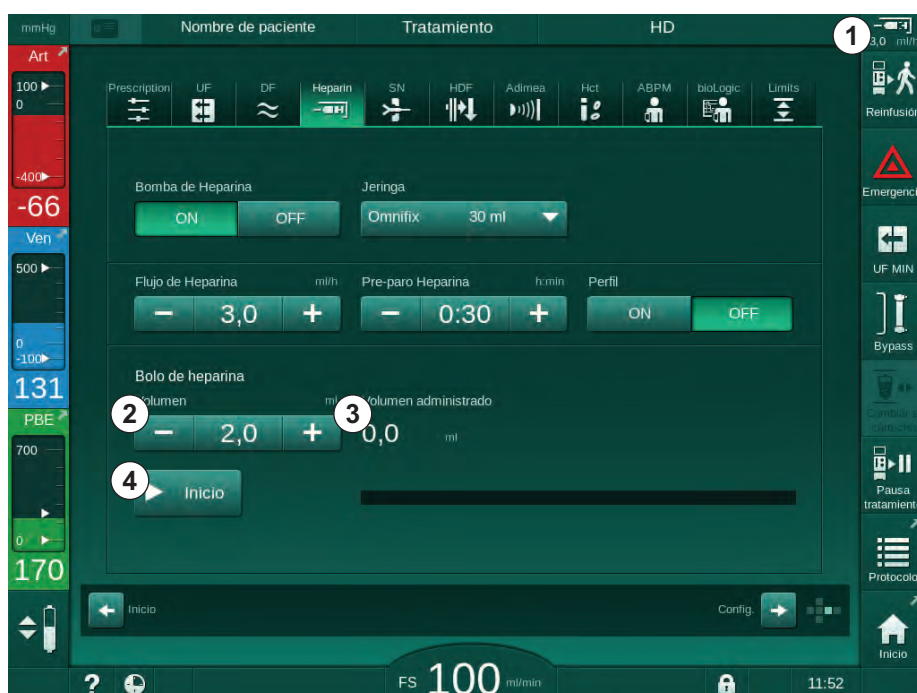 mmHg Nombre de paciente Tratamiento HD
1
3,0 ml/h
Art
100
0
-400
-66
Ven
500
0
-100
131
PBE
700
0
170
Prescription UF DF Heparin SN HDF Adimea Hct ABPM bioLogic Limits
Bomba de Heparina Jeringa
ON OFF Omnifix 30 ml
Flujo de Heparina ml/h Pre-paro Heparina h:min Perfil
− 3,0 + − 0:30 + ON OFF
Bolo de heparina
Volumen ml Volumen administrado
2 3
− 2,0 + 0,0 ml
4
Inicio
Inicio Config.
Reinfusión
Emergenci
UF MIN
Bypass
Pausa
tratamient
Protocolo
Inicio
? FS 100 ml/min 11:52